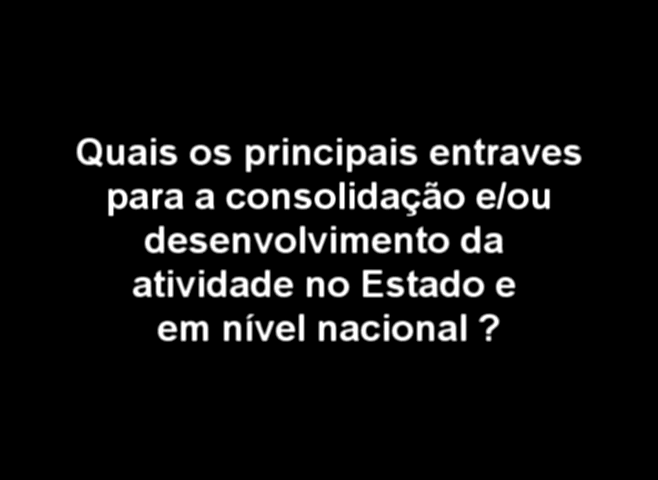 Quais os principais entraves
para a consolidação e/ou
desenvolvimento da
atividade no Estado e
em nível nacional ?